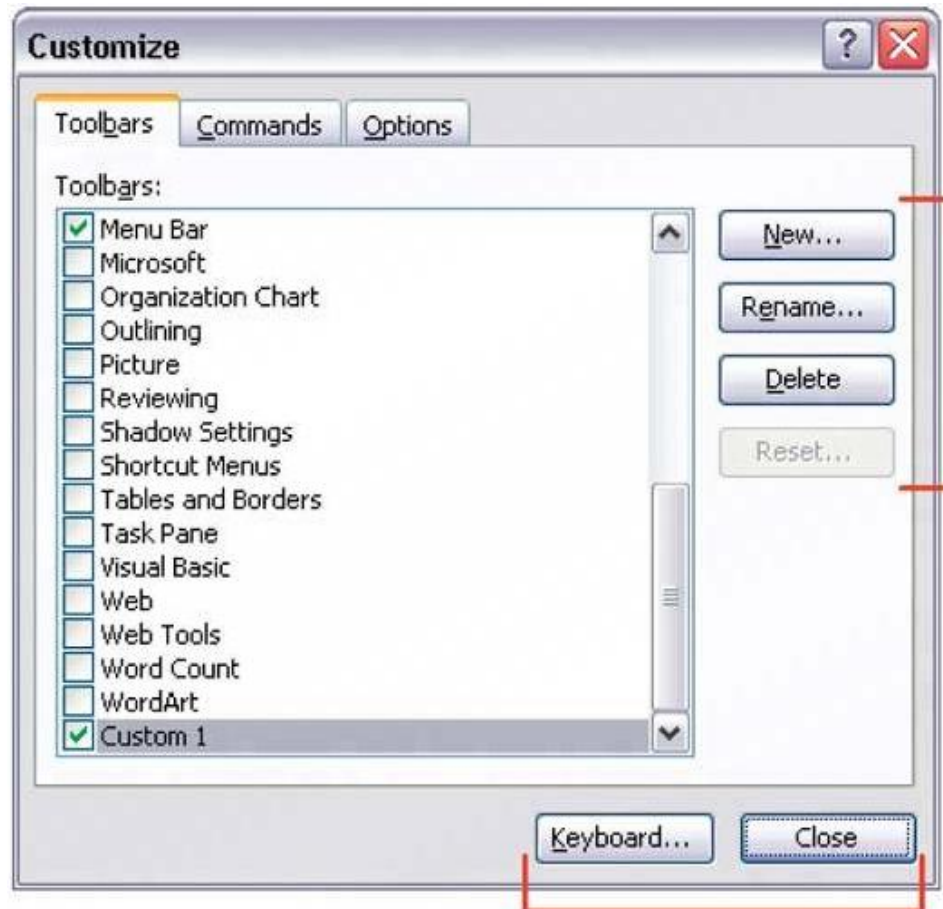 Customize
Toolbars Commands Options
Toolbars:
Menu Bar
Microsoft
Organization Chart
Outlining
Picture
Reviewing
Shadow Settings
Shortcut Menus
Tables and Borders
Task Pane
Visual Basic
Web
Web Tools
Word Count
WordArt
Custom 1
New...
Rename...
Delete
Reset...
Keyboard... Close